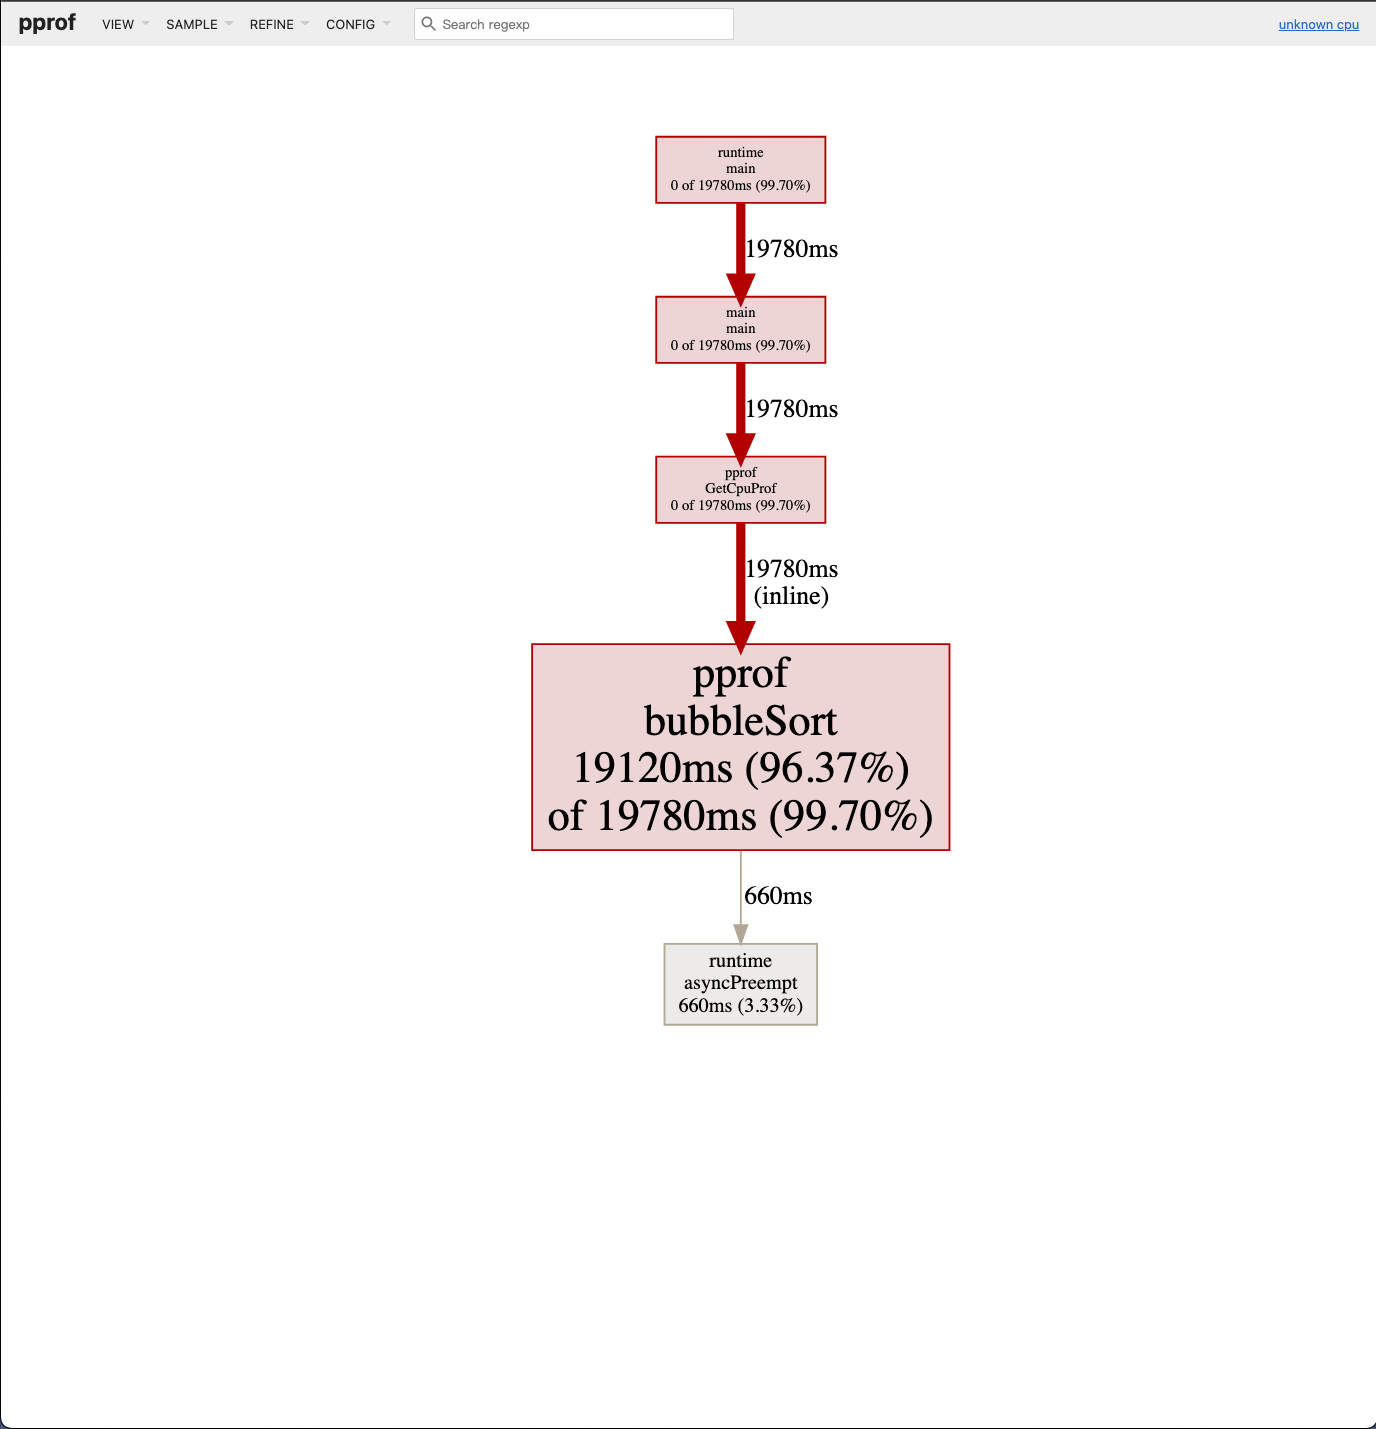 pprof VIEW SAMPLE REFINE CONFIG Search regexp unknown cpu
runtime
main
0 of 19780ms (99.70%)
19780ms
main
main
0 of 19780ms (99.70%)
19780ms
pprof
GetCpuProf
0 of 19780ms (99.70%)
19780ms
(inline)
pprof
bubbleSort
19120ms (96.37%)
of 19780ms (99.70%)
660ms
runtime
asyncPreempt
660ms (3.33%)